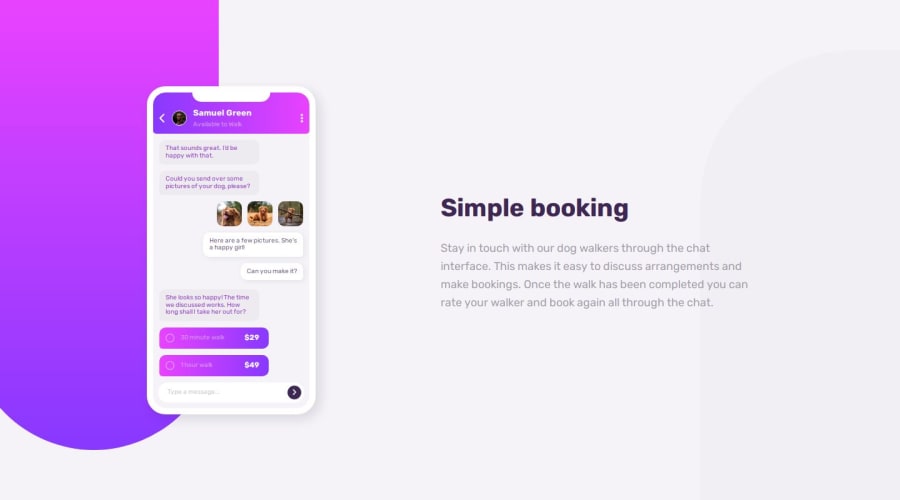 Samuel Green
Available to Walk
That sounds great. I'd be
happy with that.
Could you send over some
pictures of your dog, please?
Here are a few pictures. She's
a happy girl!
Can you make it?
She looks so happy! The time
we discussed works. How
long shall I take her out for?
30 minute walk
$29
1 hour walk
$49
Type a message…
Simple booking
Stay in touch with our dog walkers through the chat
interface. This makes it easy to discuss arrangements and
make bookings. Once the walk has been completed you can
rate your walker and book again all through the chat.